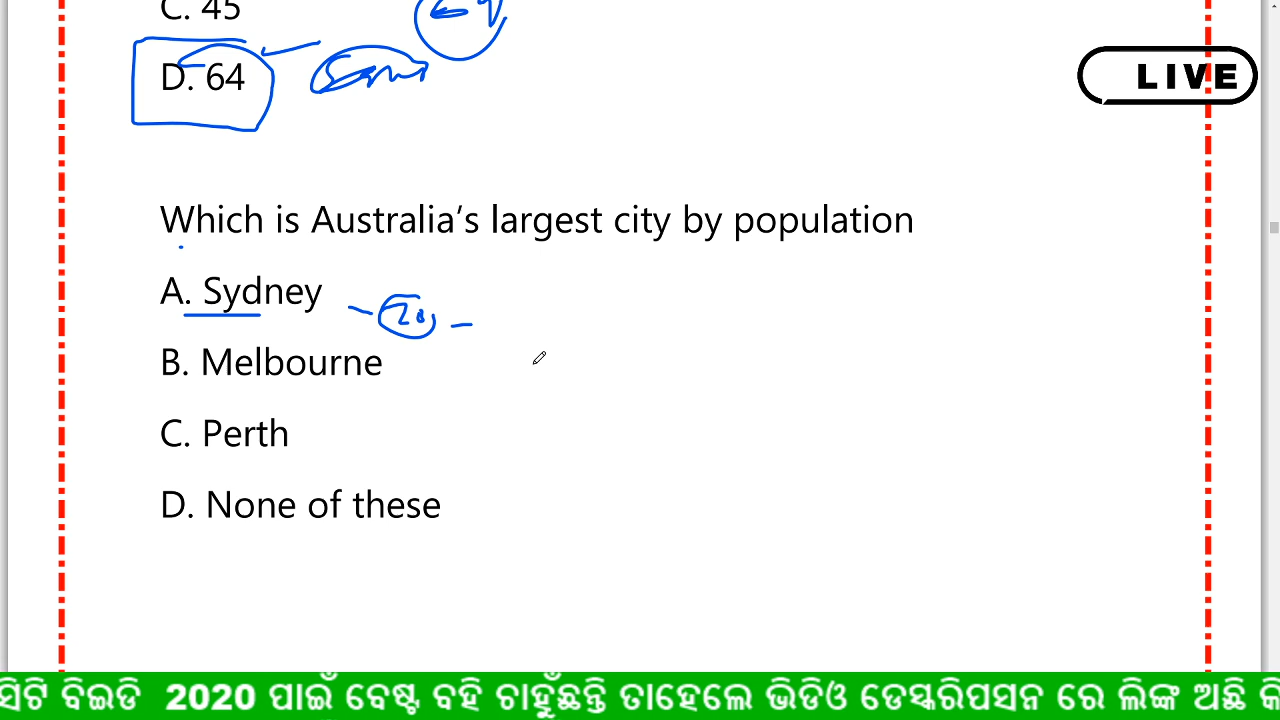 C. 45
D. 64
LIVE
Which is Australia’s largest city by population
A. Sydney
B. Melbourne
C. Perth
D. None of these
ସିଟି ବିଇଡି 2020 ପାଇଁ ବେଷ୍ଟ ବହି ଚାହୁଁଛନ୍ତି ତାହେଲେ ଭିଡିଓ ଡେସ୍କରିପସନ ରେ ଲିଙ୍କ ଅଛି କି